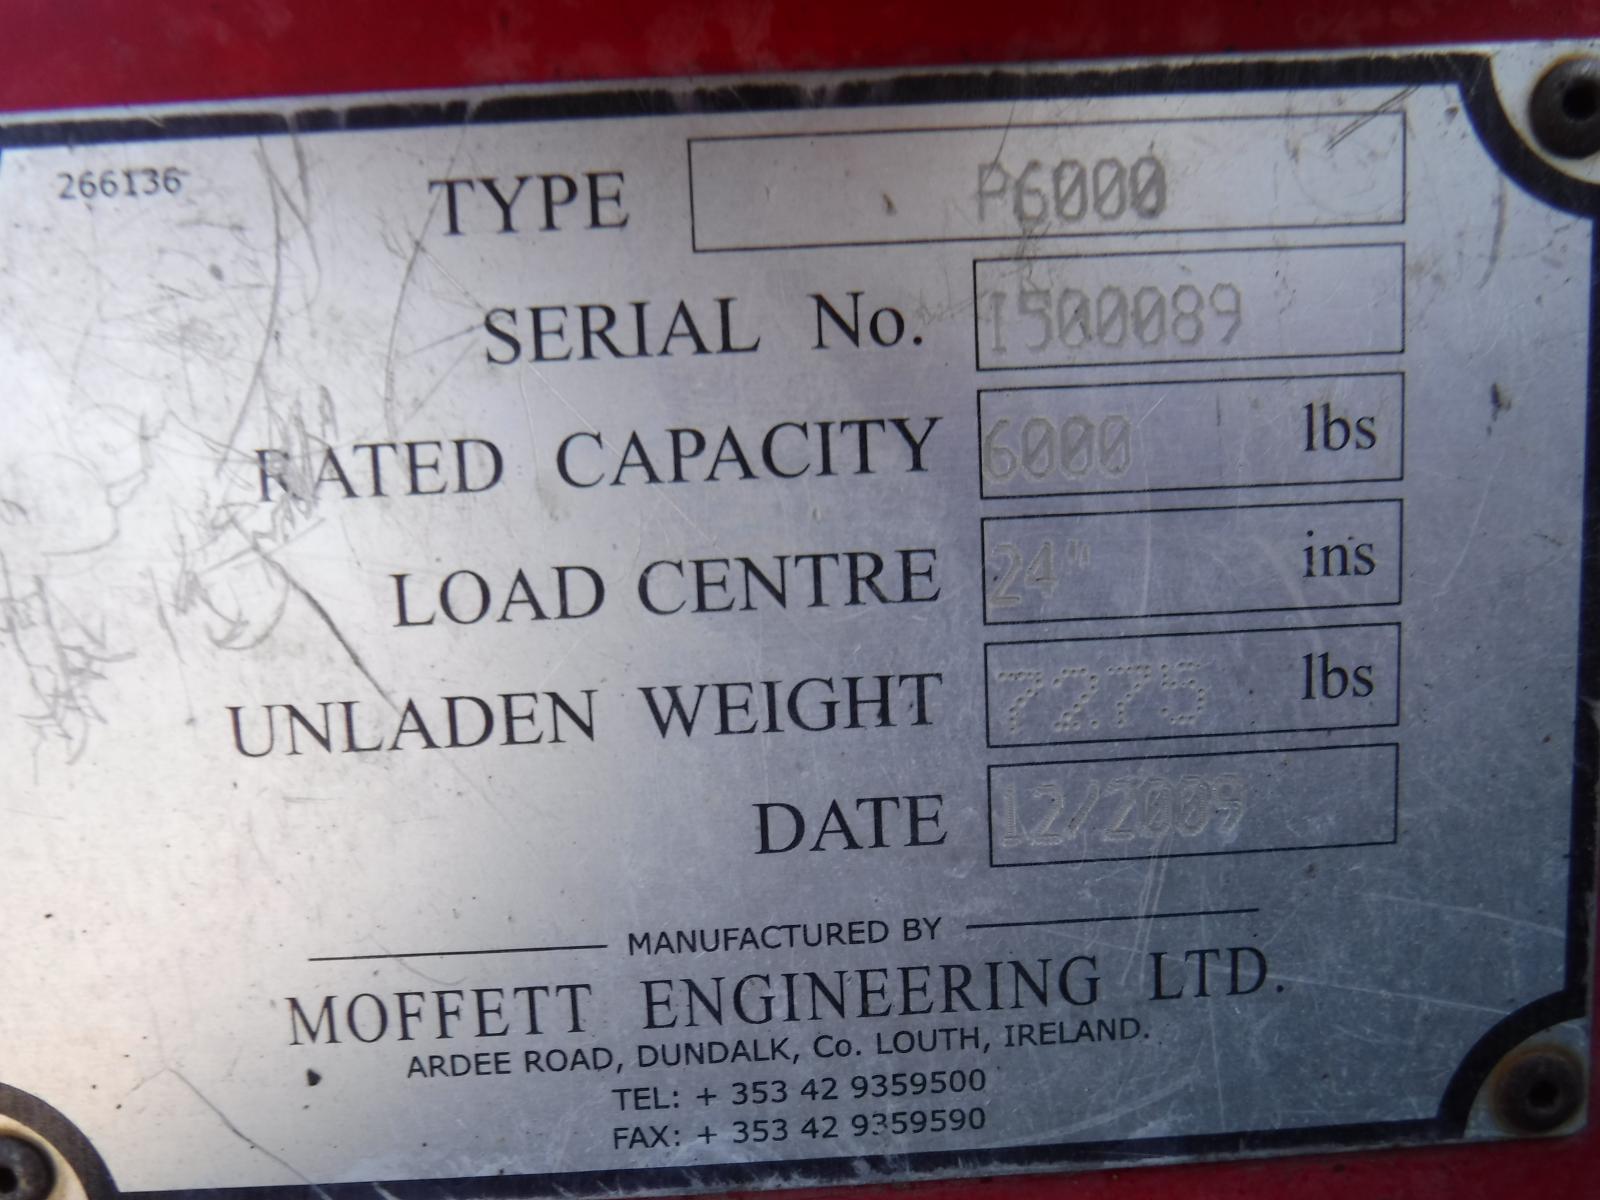 266136
TYPE P6000
SERIAL No. I500089
RATED CAPACITY 6000 lbs
LOAD CENTRE 24" ins
UNLADEN WEIGHT 7275 lbs
DATE 12/2009
MANUFACTURED BY
MOFFETT ENGINEERING LTD.
ARDEE ROAD, DUNDALK, Co. LOUTH, IRELAND.
TEL: + 353 42 9359500
FAX: + 353 42 9359590